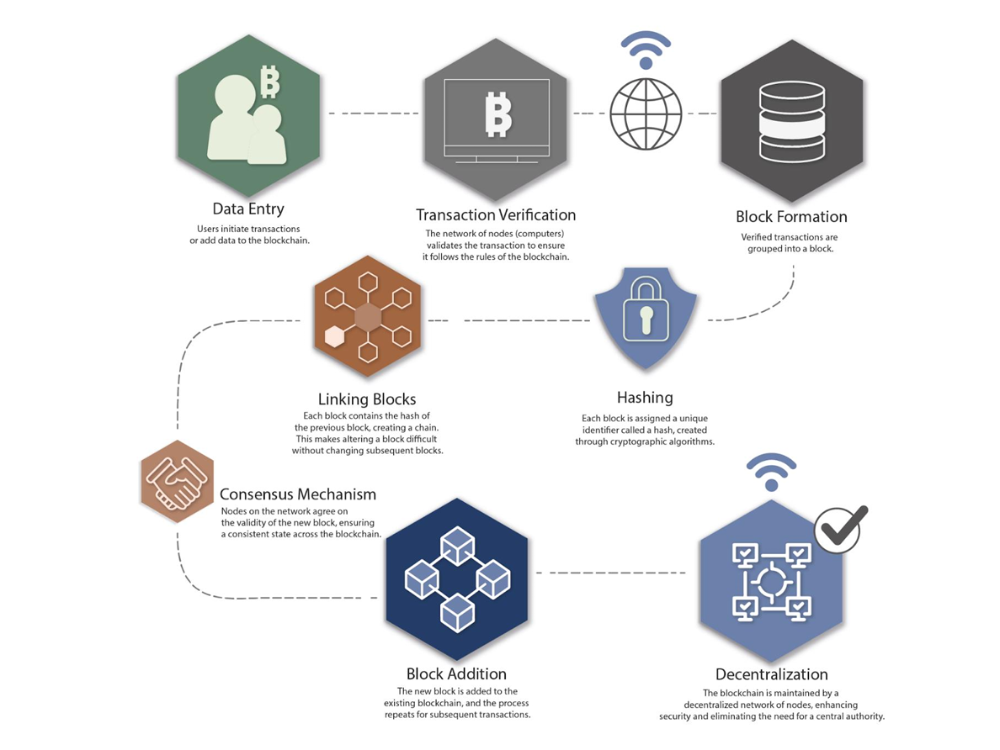 Data Entry
Users initiate transactions
or add data to the blockchain.
Transaction Verification
The network of nodes (computers)
validates the transaction to ensure
it follows the rules of the blockchain.
Block Formation
Verified transactions are
grouped into a block.
Hashing
Each block is assigned a unique
identifier called a hash, created
through cryptographic algorithms.
Linking Blocks
Each block contains the hash of
the previous block, creating a chain.
This makes altering a block difficult
without changing subsequent blocks.
Consensus Mechanism
Nodes on the network agree on
the validity of the new block, ensuring
a consistent state across the blockchain.
Block Addition
The new block is added to the
existing blockchain, and the process
repeats for subsequent transactions.
Decentralization
The blockchain is maintained by a
decentralized network of nodes, enhancing
security and eliminating the need for a central authority.